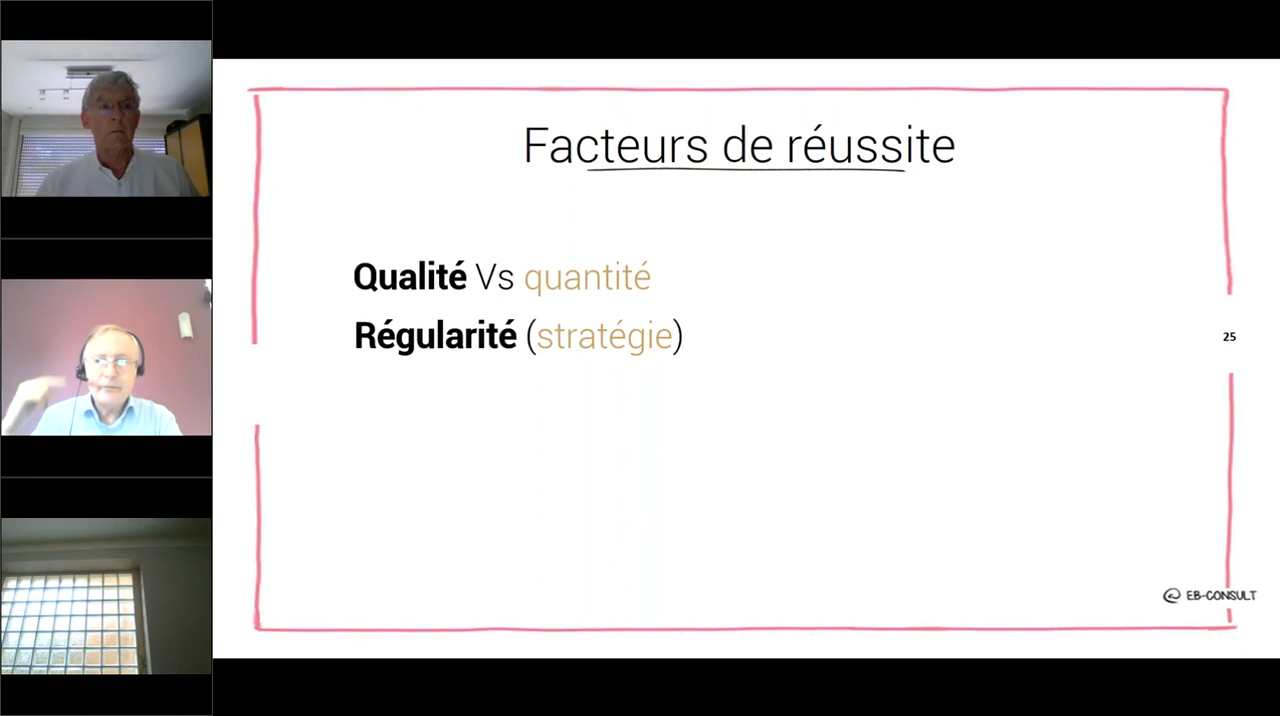 Facteurs de réussite
Qualité Vs quantité
Régularité (stratégie)
25
@ EB-CONSULT